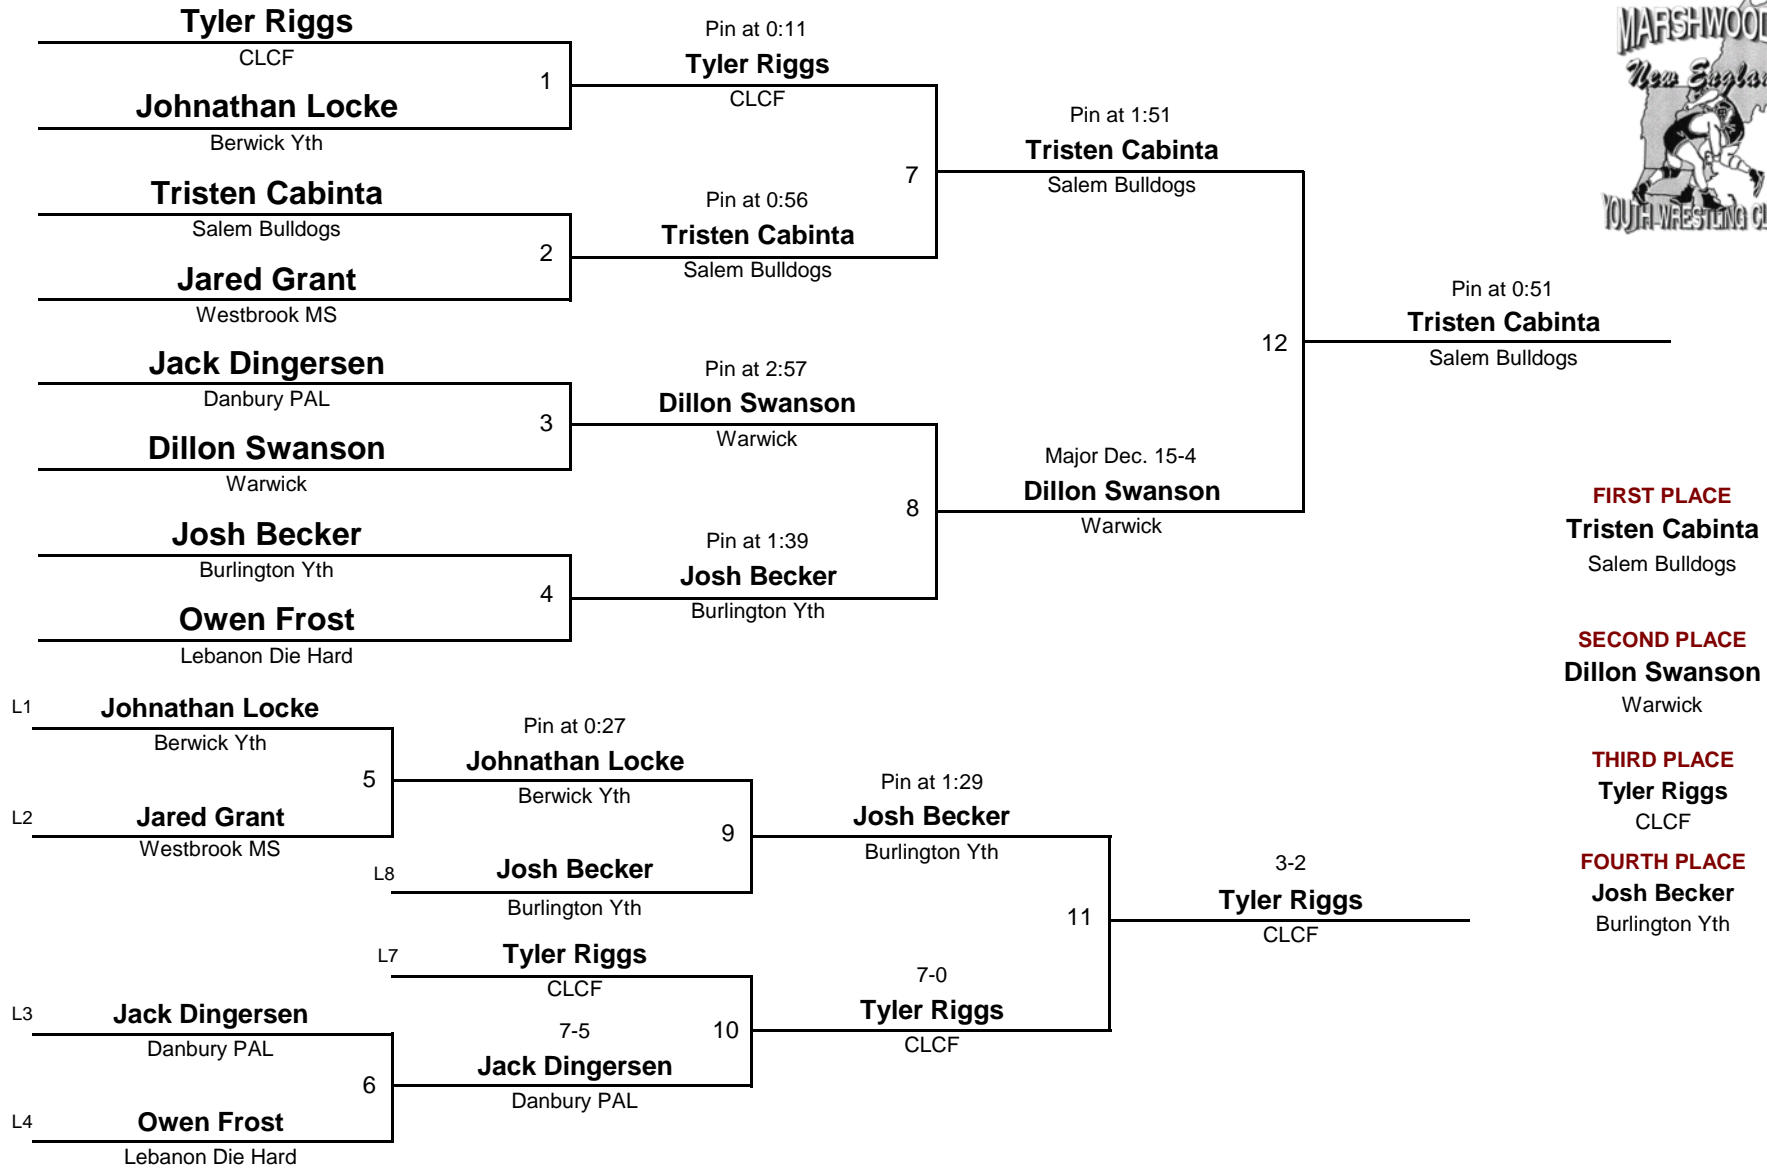 Tyler Riggs
CLCF
1
Johnathan Locke
Berwick Yth
Tristen Cabinta
Salem Bulldogs
2
Jared Grant
Westbrook MS
Jack Dingersen
Danbury PAL
3
Dillon Swanson
Warwick
Josh Becker
Burlington Yth
4
Owen Frost
Lebanon Die Hard
Pin at 0:11
Tyler Riggs
CLCF
7
Pin at 0:56
Tristen Cabinta
Salem Bulldogs
Pin at 2:57
Dillon Swanson
Warwick
8
Pin at 1:39
Josh Becker
Burlington Yth
Pin at 1:51
Tristen Cabinta
Salem Bulldogs
12
Major Dec. 15-4
Dillon Swanson
Warwick
Pin at 0:51
Tristen Cabinta
Salem Bulldogs
L1
Johnathan Locke
Berwick Yth
5
L2
Jared Grant
Westbrook MS
Pin at 0:27
Johnathan Locke
Berwick Yth
9
L8
Josh Becker
Burlington Yth
L7
Tyler Riggs
CLCF
10
7-5
Jack Dingersen
Danbury PAL
L3
Jack Dingersen
Danbury PAL
6
L4
Owen Frost
Lebanon Die Hard
Pin at 1:29
Josh Becker
Burlington Yth
11
7-0
Tyler Riggs
CLCF
3-2
Tyler Riggs
CLCF
MARSHWOOD
New
YOUTH WRESTLING
FIRST PLACE
Tristen Cabinta
Salem Bulldogs
SECOND PLACE
Dillon Swanson
Warwick
THIRD PLACE
Tyler Riggs
CLCF
FOURTH PLACE
Josh Becker
Burlington Yth